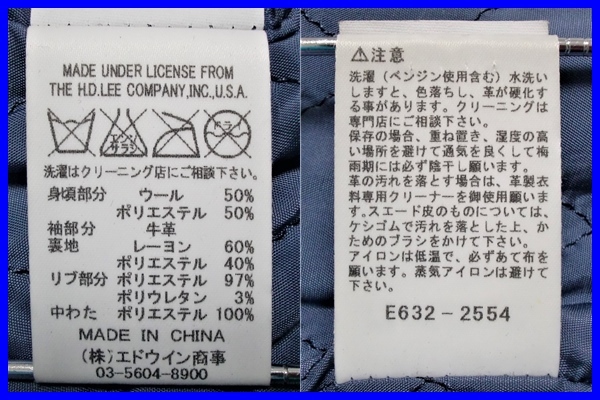 MADE UNDER LICENSE FROM
THE H.D.LEE COMPANY,INC.,U.S.A.
エンソ
サラシ
ドライ
洗濯はクリーニング店にご相談下さい。
身頃部分 ウール 50%
ポリエステル 50%
袖部分 牛革
裏地 レーヨン 60%
ポリエステル 40%
リブ部分 ポリエステル 97%
ポリウレタン 3%
中わた ポリエステル 100%
MADE IN CHINA
(株)エドウイン商事
03-5604-8900
⚠注意
洗濯(ベンジン使用含む)水洗い
しますと、色落ちし、革が硬化す
る事があります。クリーニングは
専門店にご相談下さい。
保存の場合、重ね置き、湿度の高
い場所を避けて通気を良くして梅
雨期には必ず陰干し願います。
革の汚れを落とす場合は、革製衣
料専用クリーナーを御使用願いま
す。スエード皮のものについては、
ケシゴムで汚れを落とした上、か
ためのブラシをかけて下さい。
アイロンは低温で、必ずあて布を
願います。蒸気アイロンは避けて
下さい。
E632-2554